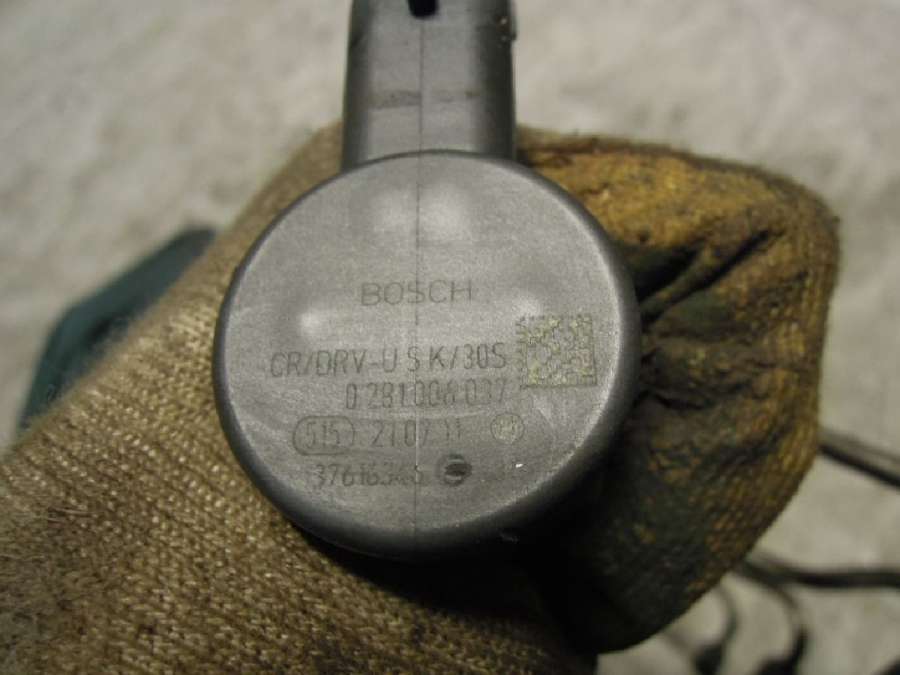 BOSCH
CR/DRV-U S K/30S
0 281 006 037
515 21 07 11